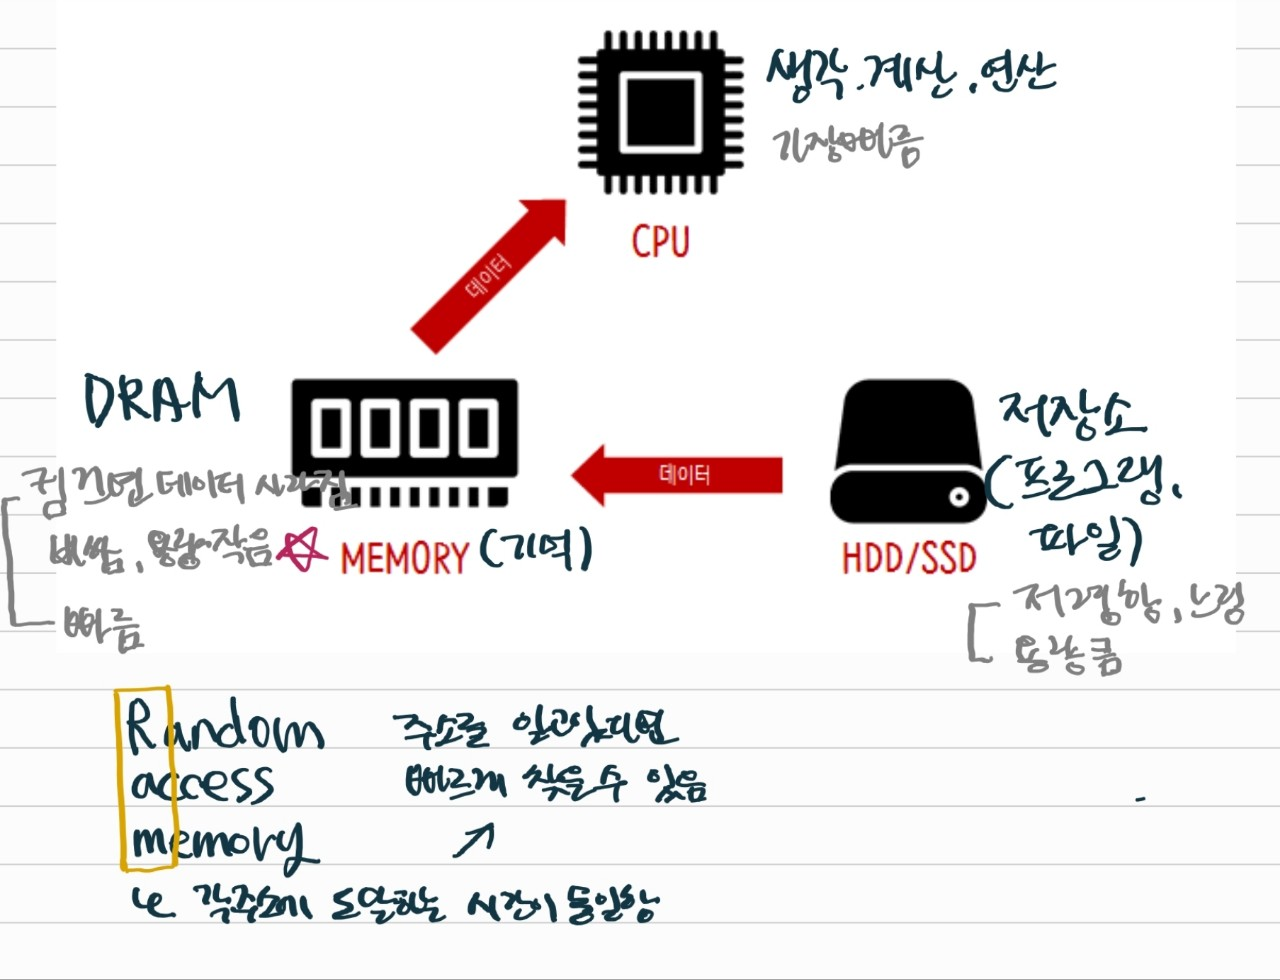 생각.계산.연산
가장빠름
CPU
데이터
DRAM
컴끄면 데이터 사라짐
비쌈, 용량작음
빠름
MEMORY (기억)
데이터
저장소
(프로그램,
파일)
HDD/SSD
저렴함, 느림
용량큼
Random 주소를 알고있다면
access 빠르게 찾을 수 있음
memory
각주소에 도달하는 시간이 동일함